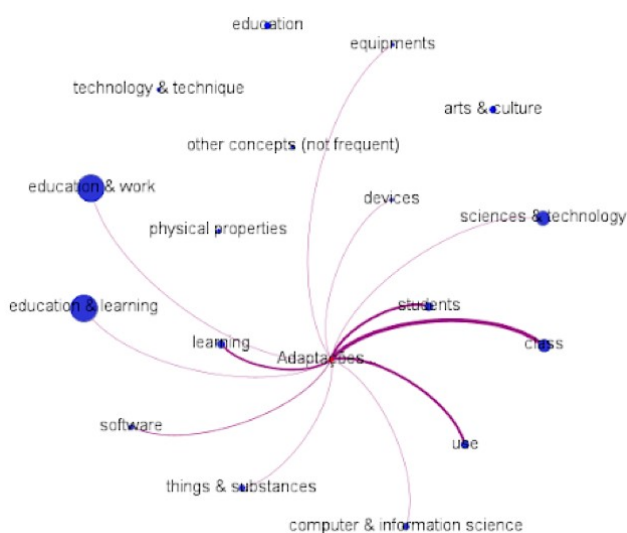 education
equipments
technology & technique
arts & culture
other concepts (not frequent)
education & work
devices
sciences & technology
physical properties
education & learning
students
learning
class
Adaptações...
software
use
things & substances
computer & information science